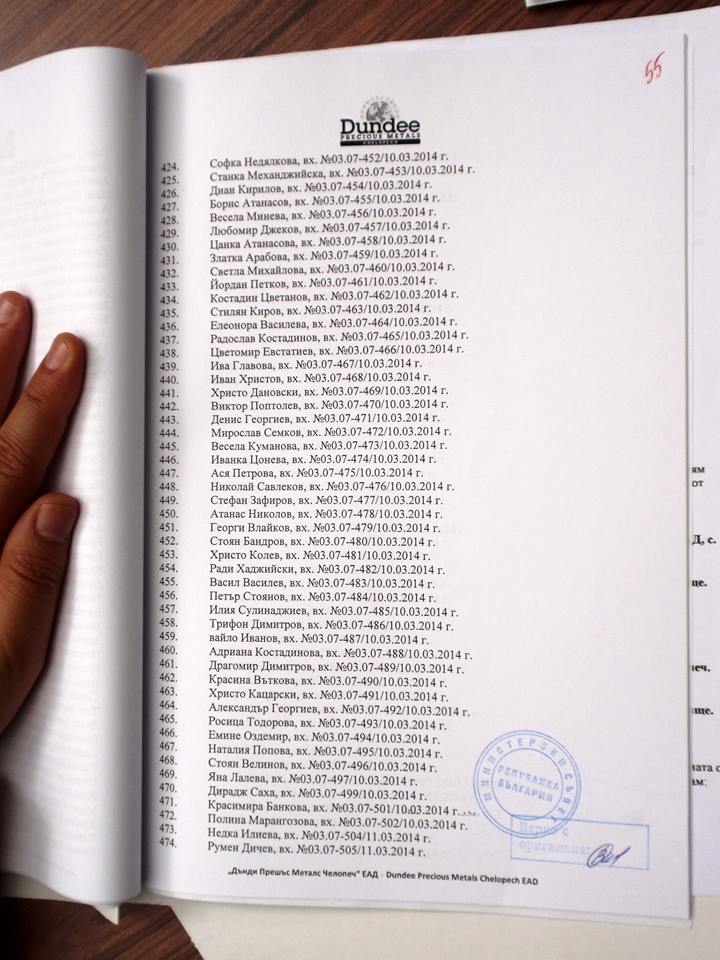 55
Dundee
PRECIOUS METALS
CHELOPECH
424. Софка Недялкова, вх. №03.07-452/10.03.2014 г.
425. Станка Механджийска, вх. №03.07-453/10.03.2014 г.
426. Диан Кирилов, вх. №03.07-454/10.03.2014 г.
427. Борис Атанасов, вх. №03.07-455/10.03.2014 г.
428. Весела Минева, вх. №03.07-456/10.03.2014 г.
429. Любомир Джеков, вх. №03.07-457/10.03.2014 г.
430. Цанка Атанасова, вх. №03.07-458/10.03.2014 г.
431. Златка Арабова, вх. №03.07-459/10.03.2014 г.
432. Светла Михайлова, вх. №03.07-460/10.03.2014 г.
433. Йордан Петков, вх. №03.07-461/10.03.2014 г.
434. Костадин Цветанов, вх. №03.07-462/10.03.2014 г.
435. Стилян Киров, вх. №03.07-463/10.03.2014 г.
436. Елеонора Василева, вх. №03.07-464/10.03.2014 г.
437. Радослав Костадинов, вх. №03.07-465/10.03.2014 г.
438. Цветомир Евстатиев, вх. №03.07-466/10.03.2014 г.
439. Ива Главова, вх. №03.07-467/10.03.2014 г.
440. Иван Христов, вх. №03.07-468/10.03.2014 г.
441. Христо Дановски, вх. №03.07-469/10.03.2014 г.
442. Виктор Поптолев, вх. №03.07-470/10.03.2014 г.
443. Денис Георгиев, вх. №03.07-471/10.03.2014 г.
444. Мирослав Семков, вх. №03.07-472/10.03.2014 г.
445. Весела Куманова, вх. №03.07-473/10.03.2014 г.
446. Иванка Цонева, вх. №03.07-474/10.03.2014 г.
447. Ася Петрова, вх. №03.07-475/10.03.2014 г.
448. Николай Савлеков, вх. №03.07-476/10.03.2014 г.
449. Стефан Зафиров, вх. №03.07-477/10.03.2014 г.
450. Атанас Николов, вх. №03.07-478/10.03.2014 г.
451. Георги Влайков, вх. №03.07-479/10.03.2014 г.
452. Стоян Бандров, вх. №03.07-480/10.03.2014 г.
453. Христо Колев, вх. №03.07-481/10.03.2014 г.
454. Ради Хаджийски, вх. №03.07-482/10.03.2014 г.
455. Васил Василев, вх. №03.07-483/10.03.2014 г.
456. Петър Стоянов, вх. №03.07-484/10.03.2014 г.
457. Илия Сулинаджиев, вх. №03.07-485/10.03.2014 г.
458. Трифон Димитров, вх. №03.07-486/10.03.2014 г.
459. вайло Иванов, вх. №03.07-487/10.03.2014 г.
460. Адриана Костадинова, вх. №03.07-488/10.03.2014 г.
461. Драгомир Димитров, вх. №03.07-489/10.03.2014 г.
462. Красина Въткова, вх. №03.07-490/10.03.2014 г.
463. Христо Кацарски, вх. №03.07-491/10.03.2014 г.
464. Александър Георгиев, вх. №03.07-492/10.03.2014 г.
465. Росица Тодорова, вх. №03.07-493/10.03.2014 г.
466. Емине Оздемир, вх. №03.07-494/10.03.2014 г.
467. Наталия Попова, вх. №03.07-495/10.03.2014 г.
468. Стоян Велинов, вх. №03.07-496/10.03.2014 г.
469. Яна Лалева, вх. №03.07-497/10.03.2014 г.
470. Дирадж Саха, вх. №03.07-499/10.03.2014 г.
471. Красимира Банкова, вх. №03.07-501/10.03.2014 г.
472. Полина Марангозова, вх. №03.07-502/10.03.2014 г.
473. Недка Илиева, вх. №03.07-504/11.03.2014 г.
474. Румен Дичев, вх. №03.07-505/11.03.2014 г.
МИНИСТЕРСКИ СЪВЕТ
РЕПУБЛИКА
БЪЛГАРИЯ
Вярно с
оригинала:
„Дънди Прешъс Металс Челопеч" ЕАД - Dundee Precious Metals Chelopech EAD
ям
от
Д, с.
ще.
еч.
ще.
ната с
ам: